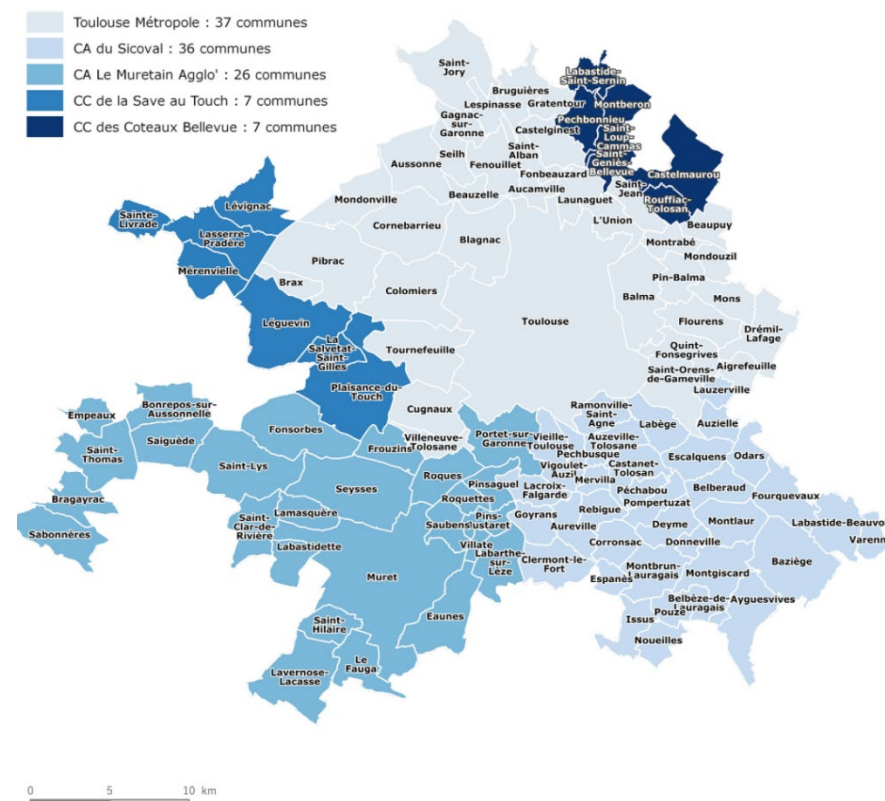 Toulouse Métropole : 37 communes
CA du Sicoval : 36 communes
CA Le Muretain Agglo' : 26 communes
CC de la Save au Touch : 7 communes
CC des Coteaux Bellevue : 7 communes
Saint-
Jory
Labastide-
Saint-Sernin
Bruguières
Lespinasse
Gratentour
Montberon
Gagnac-
sur-
Garonne
Pechbonnieu
Castelginest
Saint-
Loup-
Cammas
Saint-
Alban
Saint-
Geniès-
Bellevue
Seilh
Aussonne
Fenouillet
Fonbeauzard
Castelmaurou
Saint-
Jean
Beauzelle
Aucamville
Launaguet
Rouffiac-
Tolosan
Mondonville
Lévignac
Sainte-
Livrade
L'Union
Beaupuy
Cornebarrieu
Lasserre-
Pradère
Blagnac
Montrabé
Mondouzil
Pibrac
Mérenvielle
Pin-Balma
Brax
Colomiers
Balma
Mons
Léguevin
Toulouse
Flourens
Drémil-
Lafage
La
Salvetat-
Saint-
Gilles
Tournefeuille
Quint-
Fonsegrives
Aigrefeuille
Saint-Orens-
de-Gameville
Plaisance-du-
Touch
Lauzerville
Cugnaux
Ramonville-
Saint-
Agne
Bonrepos-sur-
Aussonnelle
Empeaux
Labège
Auzielle
Fonsorbes
Villeneuve-
Tolosane
Portet-sur-
Garonne
Vieille-
Toulouse
Auzeville-
Tolosane
Saiguède
Frouzins
Pechbusque
Saint-
Thomas
Escalquens
Odars
Saint-Lys
Vigoulet-
Auzil
Castanet-
Tolosan
Roques
Mervilla
Pinsaguel
Lacroix-
Falgarde
Péchabou
Belberaud
Seysses
Fourquevaux
Bragayrac
Roquettes
Pompertuzat
Rebigue
Goyrans
Saint-
Clar-de-
Rivière
Lamasquère
Saubens
Pins-
Justaret
Aureville
Deyme
Montlaur
Labastide-Beauvo
Sabonnères
Varenn
Corronsac
Donneville
Labastidette
Villate
Labarthe-
sur-
Lèze
Clermont-le-
Fort
Baziège
Montbrun-
Lauragais
Montgiscard
Muret
Espanès
Belbèze-de-
Lauragais
Ayguesvives
Pouze
Issus
Eaunes
Saint-
Hilaire
Noueilles
Le
Fauga
Lavernose-
Lacasse
0 5 10 km